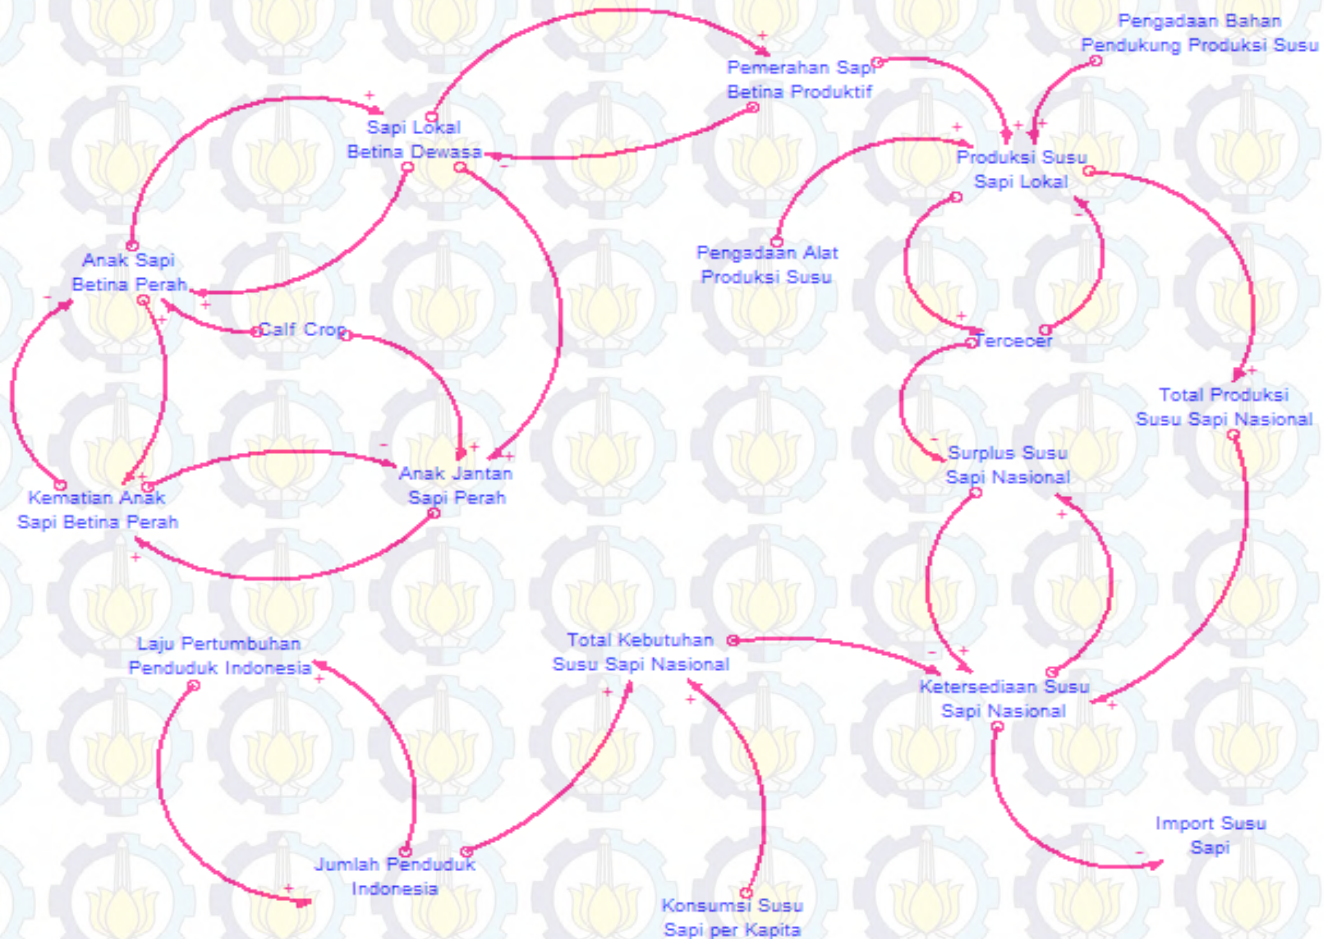 Pengadaan Bahan
Pendukung Produksi Susu
+
Pemerahan Sapi
Betina Produktif
+
Sapi Lokal
Betina Dewasa
-
+
+
+
Produksi Susu
Sapi Lokal
-
Anak Sapi
Betina Perah
-
+
+
Pengadaan Alat
Produksi Susu
Calf Crop
+
Tercecer
+
Total Produksi
Susu Sapi Nasional
-
Surplus Susu
Sapi Nasional
+
-
+
+
Anak Jantan
Sapi Perah
+
Kematian Anak
Sapi Betina Perah
+
Laju Pertumbuhan
Penduduk Indonesia
+
Total Kebutuhan
Susu Sapi Nasional
+
+
-
+
Ketersediaan Susu
Sapi Nasional
+
Import Susu
Sapi
-
Jumlah Penduduk
Indonesia
+
Konsumsi Susu
Sapi per Kapita